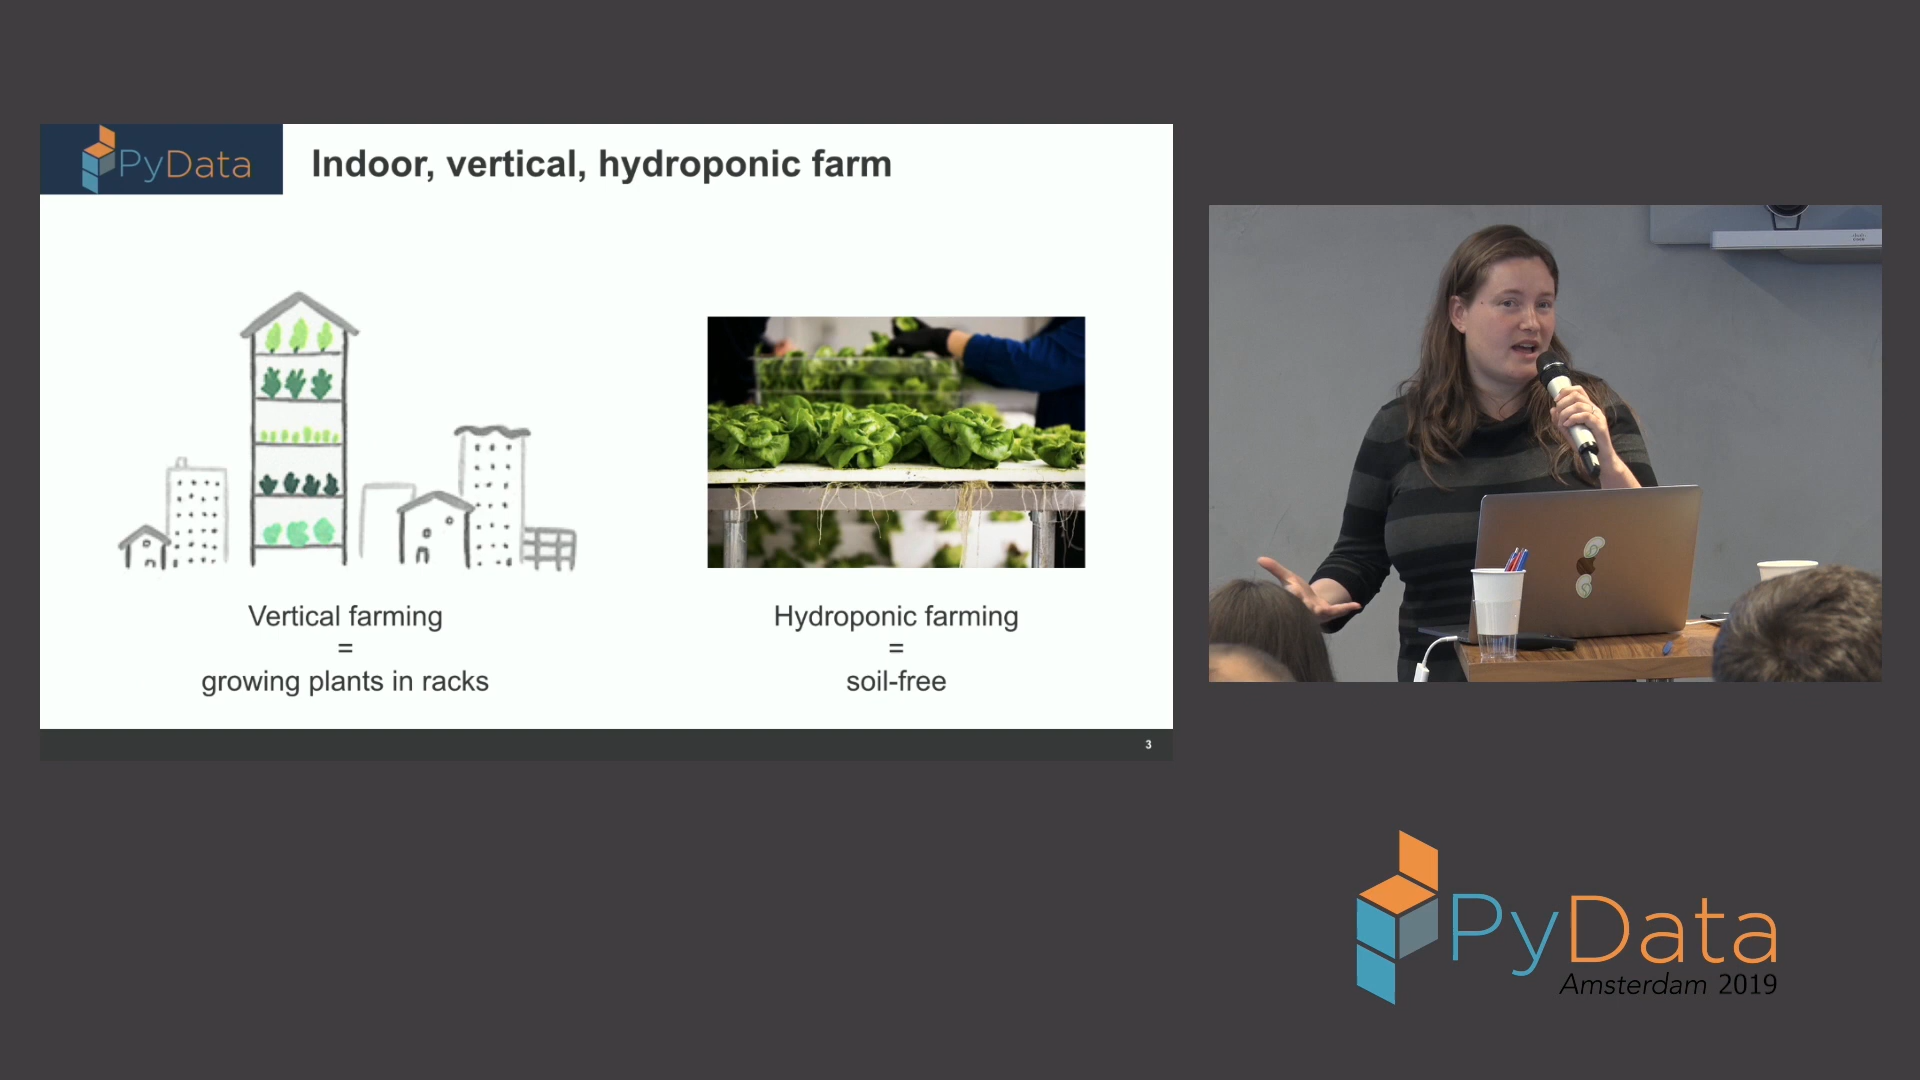 PyData
Indoor, vertical, hydroponic farm
Vertical farming
=
growing plants in racks
Hydroponic farming
=
soil-free
3
PyData
Amsterdam 2019